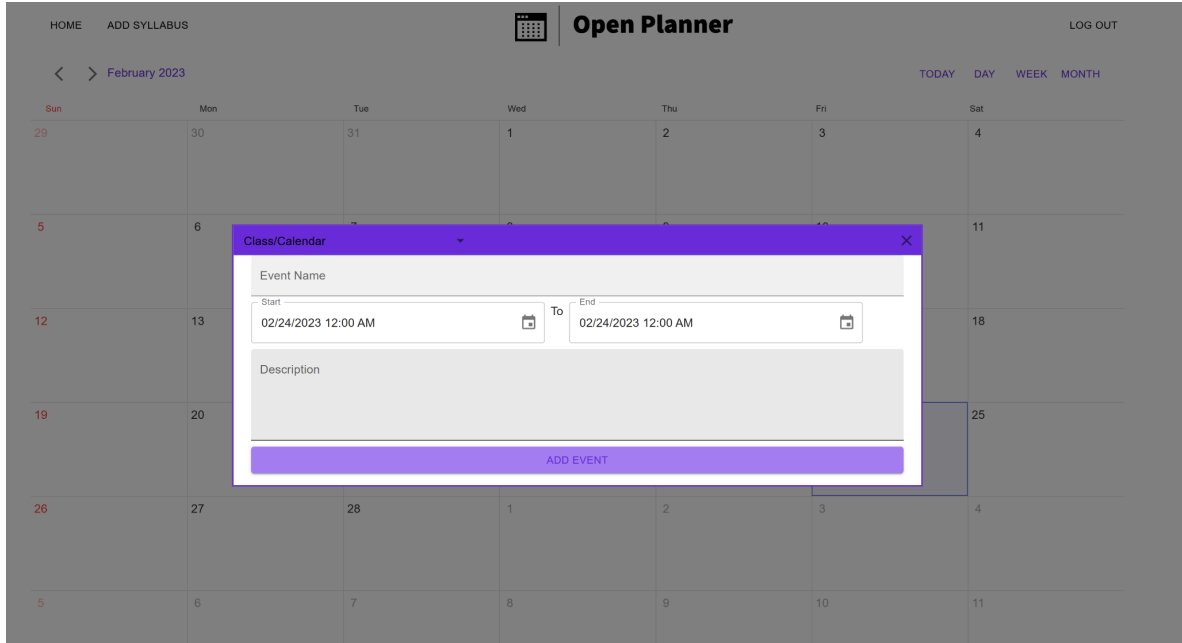 HOME ADD SYLLABUS Open Planner LOG OUT
February 2023 TODAY DAY WEEK MONTH
Sun Mon Tue Wed Thu Fri Sat
29 30 31 1 2 3 4
5 6 11
Class/Calendar
Event Name
Start End
02/24/2023 12:00 AM To 02/24/2023 12:00 AM
12 13 18
Description
19 20 25
ADD EVENT
26 27 28 1 2 3 4
5 6 7 8 9 10 11